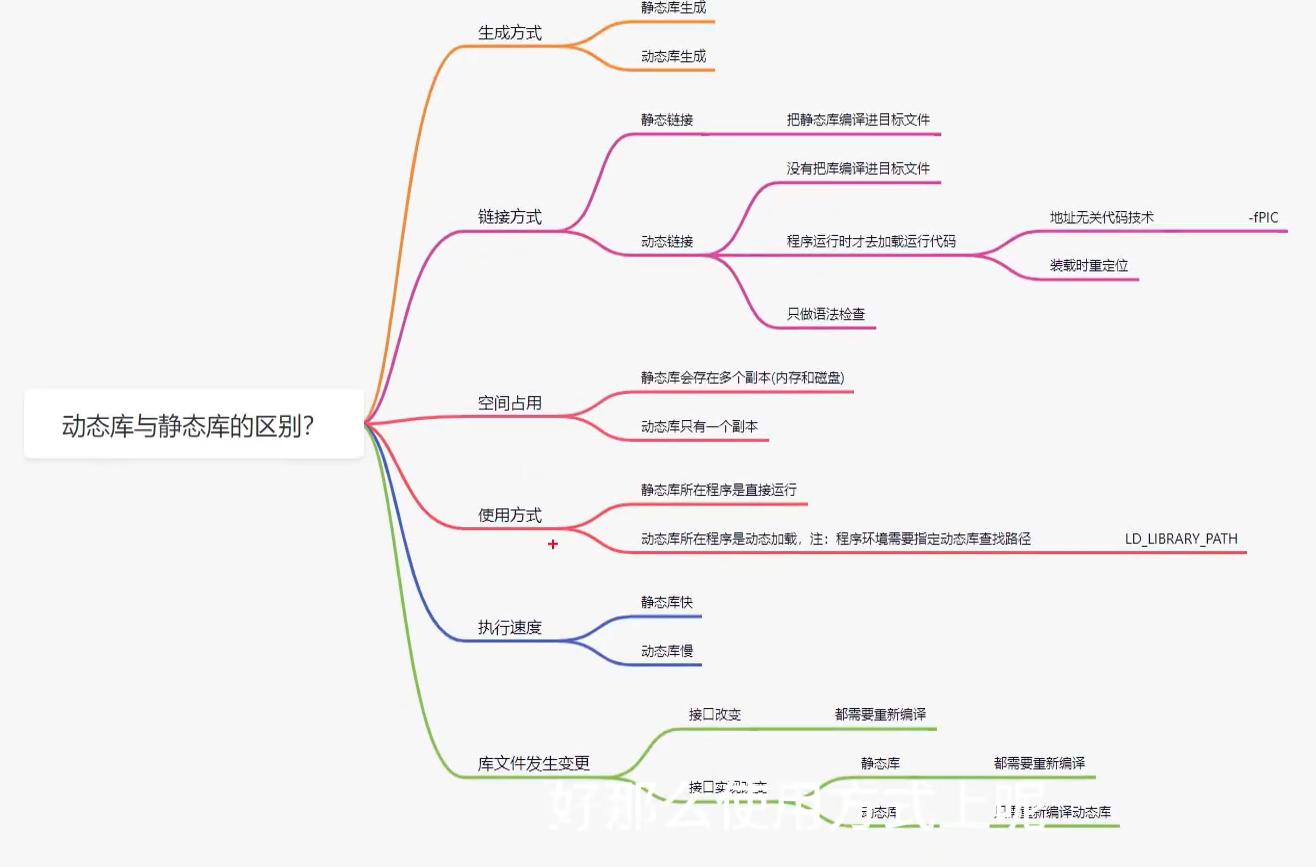 静态库生成
生成方式
动态库生成
静态链接 把静态库编译进目标文件
没有把库编译进目标文件
链接方式
地址无关代码技术 -fPIC
动态链接 程序运行时才去加载运行代码
装载时重定位
只做语法检查
静态库会存在多个副本(内存和磁盘)
空间占用
动态库只有一个副本
动态库与静态库的区别?
静态库所在程序是直接运行
使用方式
动态库所在程序是动态加载，注：程序环境需要指定动态库查找路径 LD_LIBRARY_PATH
静态库快
执行速度
动态库慢
接口改变 都需要重新编译
库文件发生变更
静态库 都需要重新编译
接口实现改变
动态库 重新编译动态库
好那么使用方式上呢